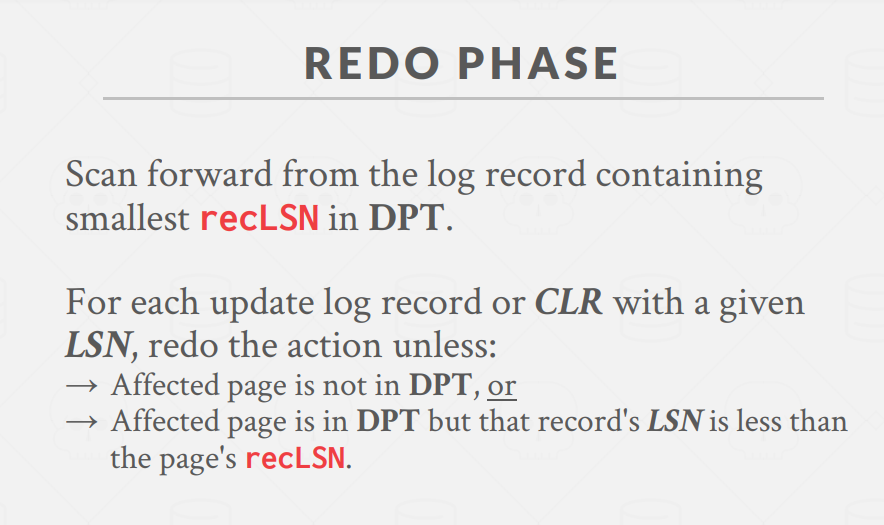 REDO PHASE
Scan forward from the log record containing
smallest recLSN in DPT.
For each update log record or CLR with a given
LSN, redo the action unless:
→ Affected page is not in DPT, or
→ Affected page is in DPT but that record's LSN is less than
the page's recLSN.